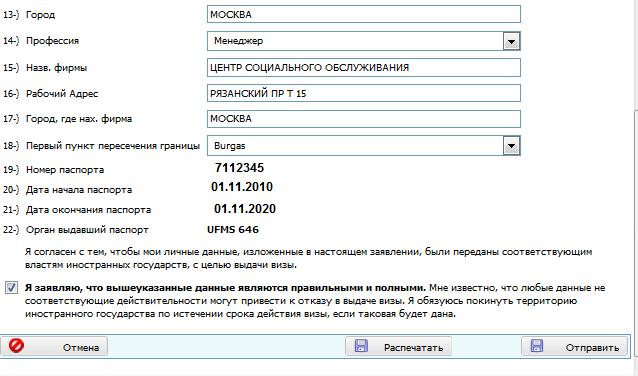 13-) Город МОСКВА
14-) Профессия Менеджер
15-) Назв. фирмы ЦЕНТР СОЦИАЛЬНОГО ОБСЛУЖИВАНИЯ
16-) Рабочий Адрес РЯЗАНСКИЙ ПР Т 15
17-) Город, где нах. фирма МОСКВА
18-) Первый пункт пересечения границы Burgas
19-) Номер паспорта 7112345
20-) Дата начала паспорта 01.11.2010
21-) Дата окончания паспорта 01.11.2020
22-) Орган выдавший паспорт UFMS 646
Я согласен с тем, чтобы мои личные данные, изложенные в настоящем заявлении, были переданы соответствующим
властям иностранных государств, с целью выдачи визы.
Я заявляю, что вышеуказанные данные являются правильными и полными. Мне известно, что любые данные не
соответствующие действительности могут привести к отказу в выдаче визы. Я обязуюсь покинуть территорию
иностранного государства по истечении срока действия визы, если таковая будет дана.
Отмена Распечатать Отправить